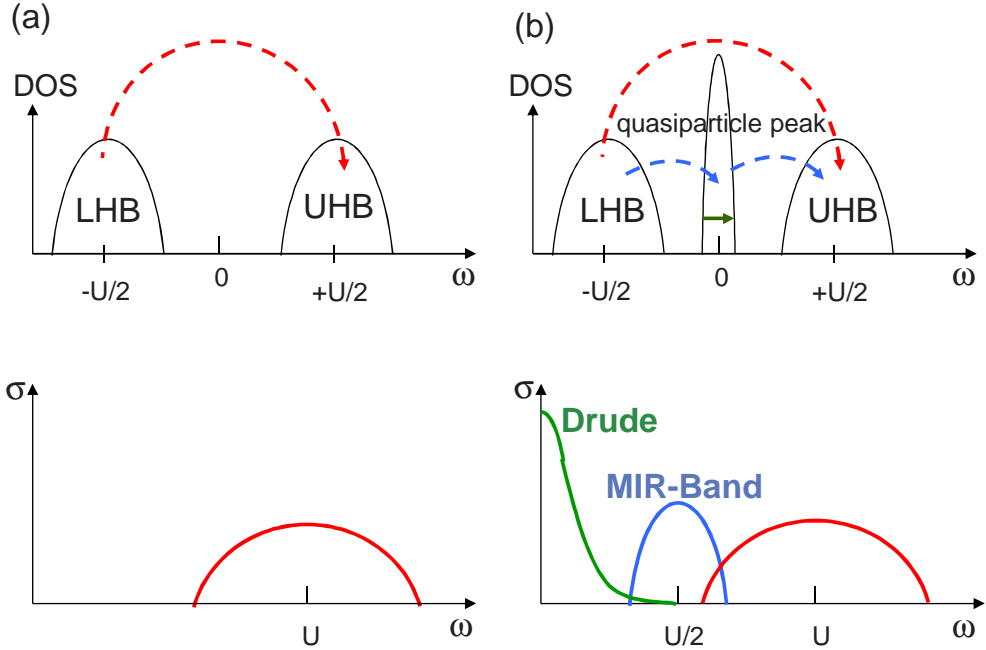 (a)
DOS
LHB
UHB
-U/2
0
+U/2
ω
σ
U
ω
(b)
DOS
quasiparticle peak
LHB
UHB
-U/2
0
+U/2
ω
σ
Drude
MIR-Band
U/2
U
ω